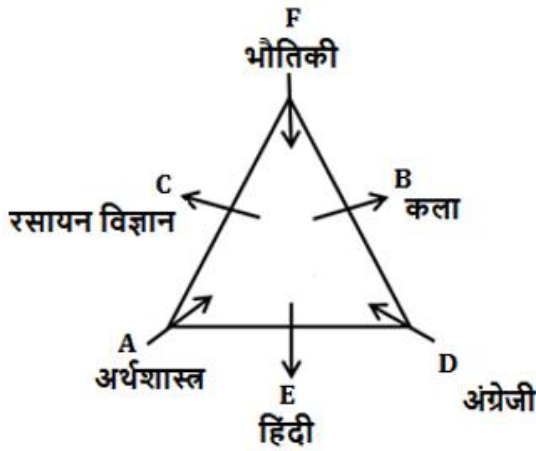 F
भौतिकी
C
रसायन विज्ञान
B
कला
A
अर्थशास्त्र
E
हिंदी
D
अंग्रेजी